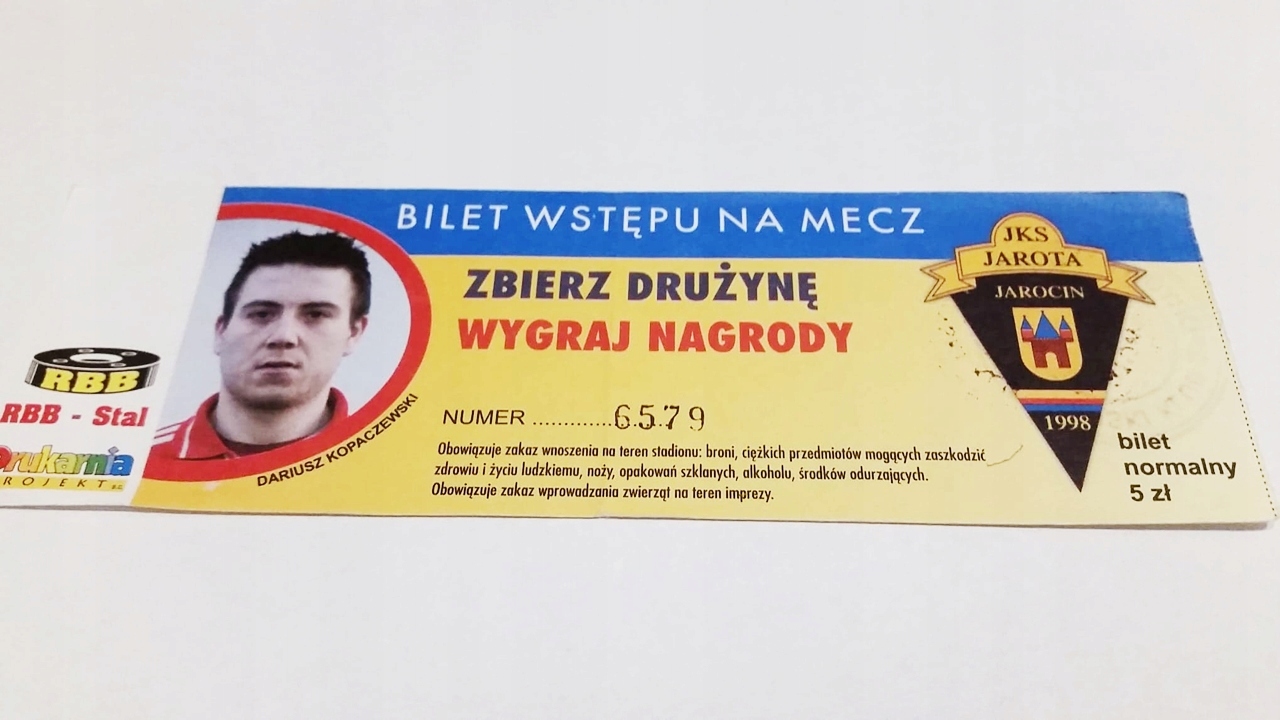 BILET WSTĘPU NA MECZ
ZBIERZ DRUŻYNĘ
WYGRAJ NAGRODY
NUMER .............6579
Obowiązuje zakaz wnoszenia na teren stadionu: broni, ciężkich przedmiotów mogących zaszkodzić
zdrowiu i życiu ludzkiemu, noży, opakowań szklanych, alkoholu, środków odurzających.
Obowiązuje zakaz wprowadzania zwierząt na teren imprezy.
DARIUSZ KOPACZEWSKI
RBB
RBB - Stal
Drukarnia
PROJEKT s.c.
JKS
JAROTA
JAROCIN
1998
bilet
normalny
5 zł